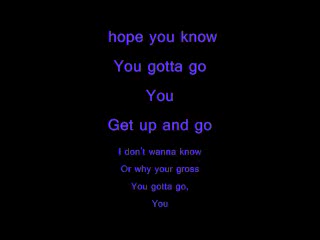 hope you know
You gotta go
You
Get up and go
I don't wanna know
Or why your gross
You gotta go,
You